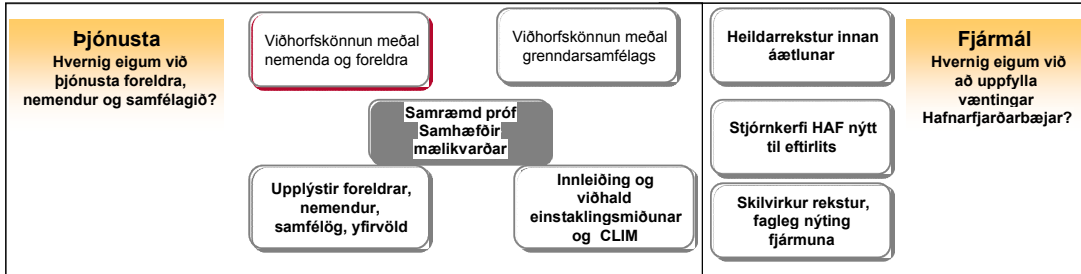 Þjónusta
Hvernig eigum við
þjónusta foreldra,
nemendur og samfélagið?
Viðhorfskönnun meðal
nemenda og foreldra
Viðhorfskönnun meðal
grenndarsamfélags
Samræmd próf
Samhæfðir
mælikvarðar
Upplýstir foreldrar,
nemendur,
samfélög, yfirvöld
Innleiðing og
viðhald
einstaklingsmiðunar
og CLIM
Heildarrekstur innan
áætlunar
Stjórnkerfi HAF nýtt
til eftirlits
Skilvirkur rekstur,
fagleg nýting
fjármuna
Fjármál
Hvernig eigum við
að uppfylla
væntingar
Hafnarfjarðarbæjar?